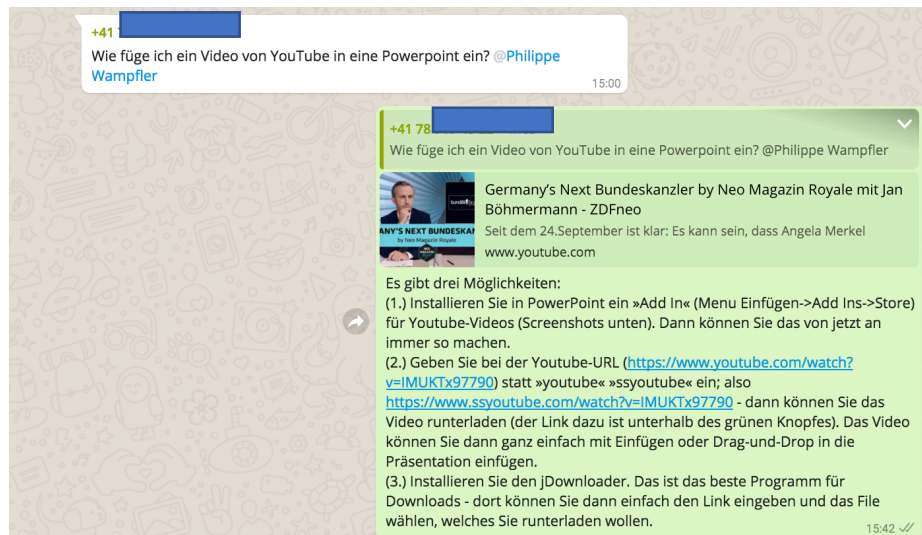 +41
Wie füge ich ein Video von YouTube in eine Powerpoint ein? @Philippe
Wampfler
15:00
+41 78
Wie füge ich ein Video von YouTube in eine Powerpoint ein? @Philippe Wampfler
Germany's Next Bundeskanzler by Neo Magazin Royale mit Jan
Böhmermann - ZDFneo
Seit dem 24.September ist klar: Es kann sein, dass Angela Merkel
www.youtube.com
ANY'S NEXT BUNDESKAN
by Neo Magazin Royale
Es gibt drei Möglichkeiten:
(1.) Installieren Sie in PowerPoint ein »Add In« (Menu Einfügen->Add Ins->Store)
für Youtube-Videos (Screenshots unten). Dann können Sie das von jetzt an
immer so machen.
(2.) Geben Sie bei der Youtube-URL (https://www.youtube.com/watch?
v=IMUKTx97790) statt »youtube« »ssyoutube« ein; also
https://www.ssyoutube.com/watch?v=IMUKTx97790 - dann können Sie das
Video runterladen (der Link dazu ist unterhalb des grünen Knopfes). Das Video
können Sie dann ganz einfach mit Einfügen oder Drag-und-Drop in die
Präsentation einfügen.
(3.) Installieren Sie den jDownloader. Das ist das beste Programm für
Downloads - dort können Sie dann einfach den Link eingeben und das File
wählen, welches Sie runterladen wollen.
15:42